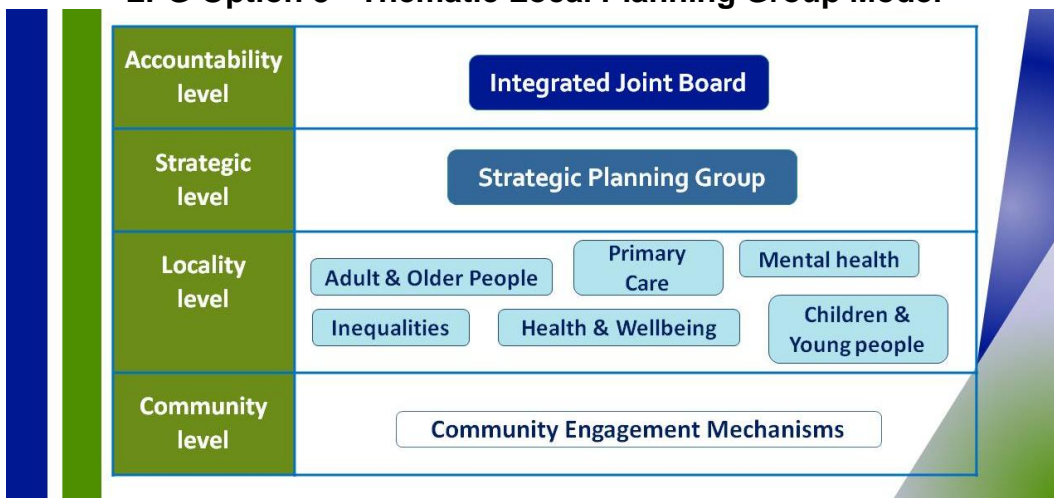 Accountability
level
Integrated Joint Board
Strategic
level
Strategic Planning Group
Locality
level
Adult & Older People
Primary
Care
Mental health
Inequalities
Health & Wellbeing
Children &
Young people
Community
level
Community Engagement Mechanisms